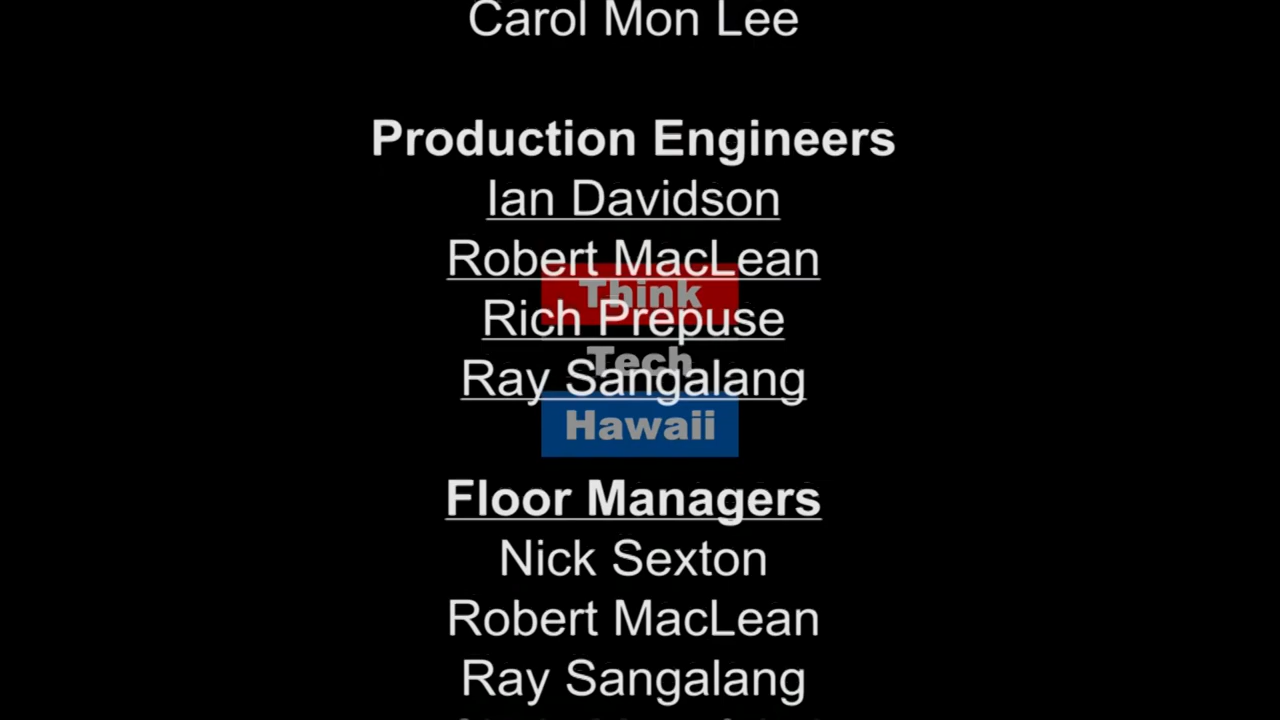 Carol Mon Lee
Production Engineers
Ian Davidson
Robert MacLean
Think
Rich Prepuse
Tech
Ray Sangalang
Hawaii
Floor Managers
Nick Sexton
Robert MacLean
Ray Sangalang